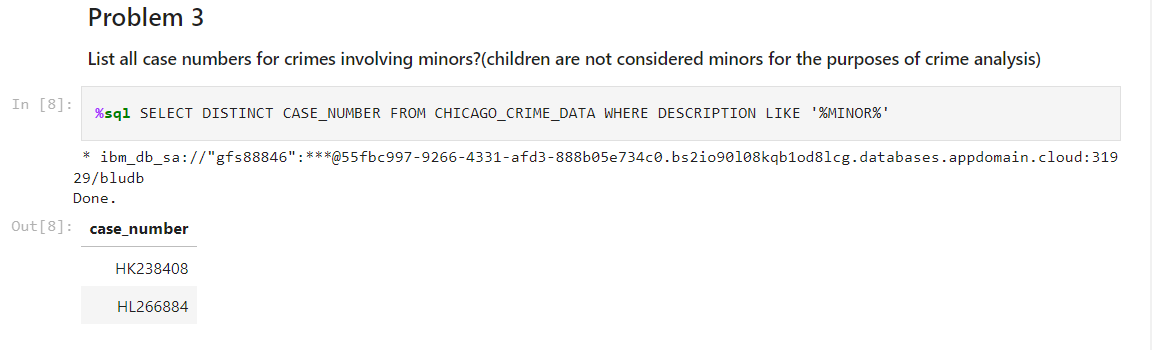 Problem 3
List all case numbers for crimes involving minors?(children are not considered minors for the purposes of crime analysis)
In [8]: %sql SELECT DISTINCT CASE_NUMBER FROM CHICAGO_CRIME_DATA WHERE DESCRIPTION LIKE '%MINOR%'
* ibm_db_sa://"gfs88846":***@55fbc997-9266-4331-afd3-888b05e734c0.bs2io90l08kqb1od8lcg.databases.appdomain.cloud:319
29/bludb
Done.
Out[8]: case_number
HK238408
HL266884